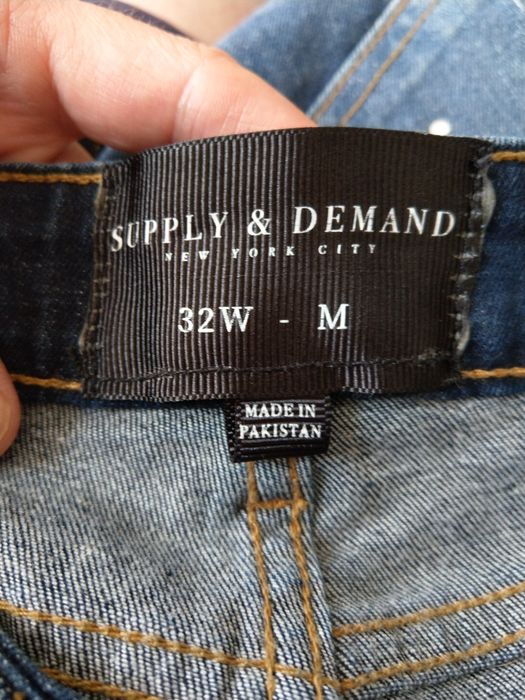 SUPPLY & DEMAND
NEW YORK CITY
32W - M
MADE IN
PAKISTAN